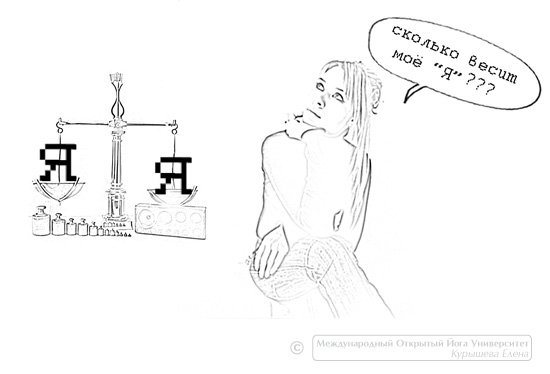 сколько весит
моё "Я"???
Я Я
© Международный Открытый Йога Университет
Курышева Елена